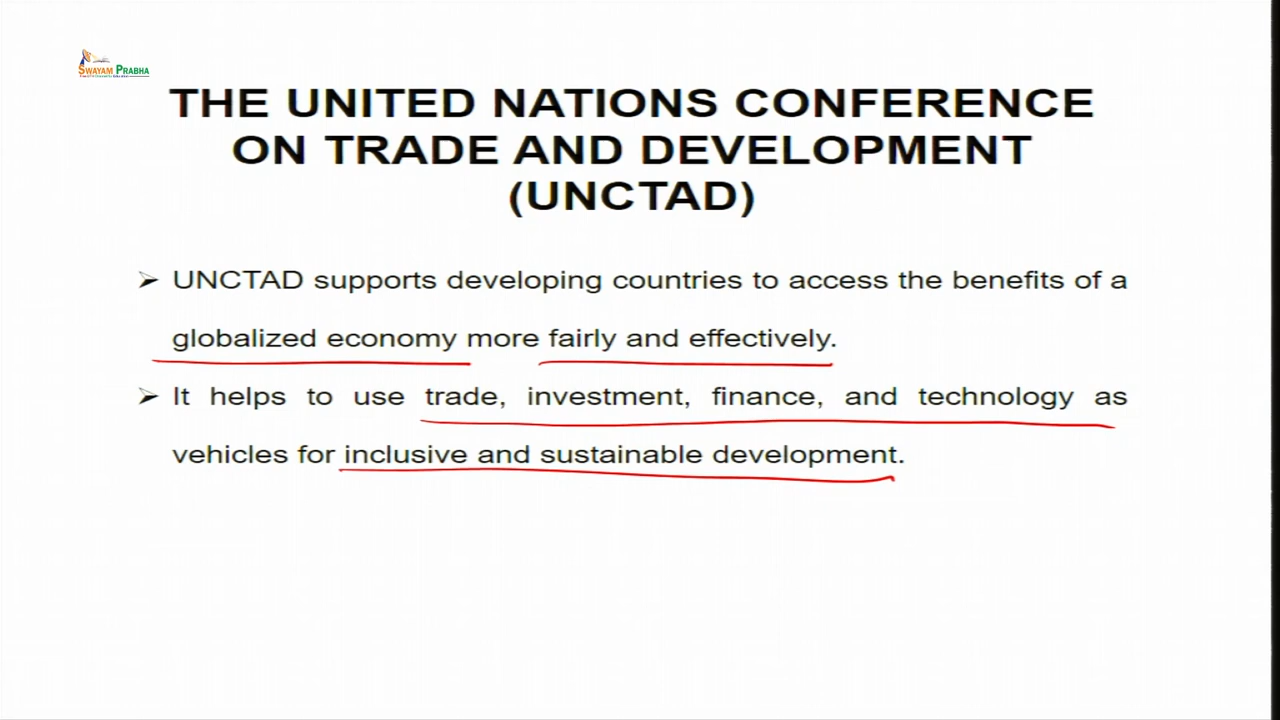 SWAYAM PRABHA
THE UNITED NATIONS CONFERENCE
ON TRADE AND DEVELOPMENT
(UNCTAD)
➢ UNCTAD supports developing countries to access the benefits of a
globalized economy more fairly and effectively.
➢ It helps to use trade, investment, finance, and technology as
vehicles for inclusive and sustainable development.